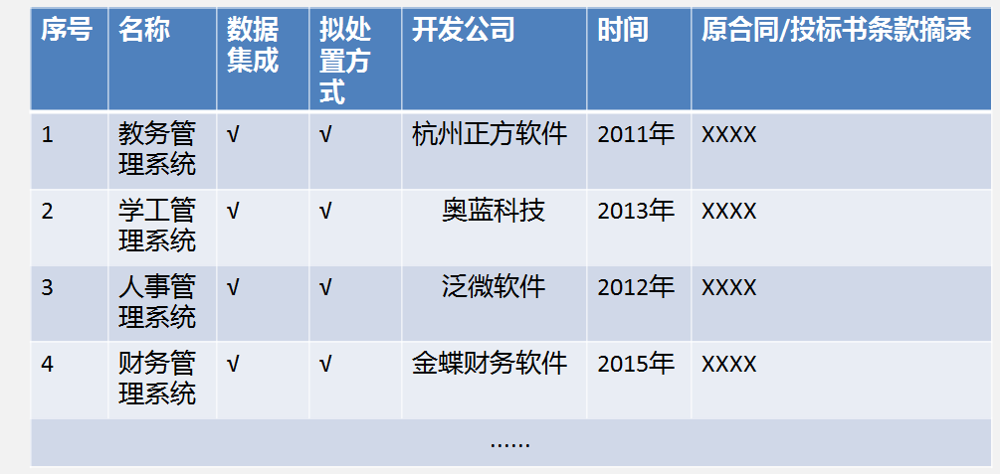 序号 名称 数据集成 拟处置方式 开发公司 时间 原合同/投标书条款摘录
1 教务管理系统 √ √ 杭州正方软件 2011年 XXXX
2 学工管理系统 √ √ 奥蓝科技 2013年 XXXX
3 人事管理系统 √ √ 泛微软件 2012年 XXXX
4 财务管理系统 √ √ 金蝶财务软件 2015年 XXXX
......